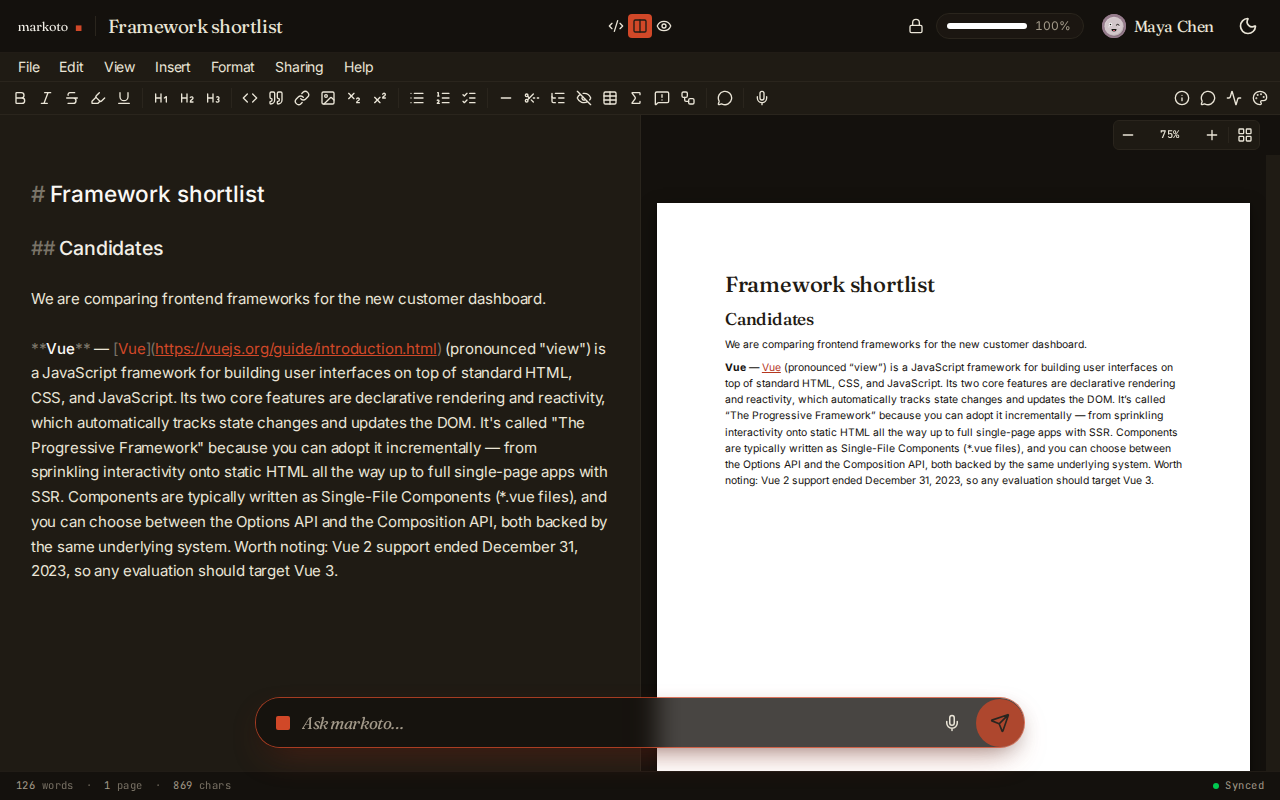 markoto
Framework shortlist
100%
Maya Chen
File Edit View Insert Format Sharing Help
B I S U H1 H2 H3 X2 X2 Σ
75%
# Framework shortlist
## Candidates
We are comparing frontend frameworks for the new customer dashboard.
**Vue** — [Vue](https://vuejs.org/guide/introduction.html) (pronounced "view") is
a JavaScript framework for building user interfaces on top of standard HTML,
CSS, and JavaScript. Its two core features are declarative rendering and reactivity,
which automatically tracks state changes and updates the DOM. It's called "The
Progressive Framework" because you can adopt it incrementally — from
sprinkling interactivity onto static HTML all the way up to full single-page apps with
SSR. Components are typically written as Single-File Components (*.vue files), and
you can choose between the Options API and the Composition API, both backed by
the same underlying system. Worth noting: Vue 2 support ended December 31,
2023, so any evaluation should target Vue 3.
Framework shortlist
Candidates
We are comparing frontend frameworks for the new customer dashboard.
Vue — Vue (pronounced “view”) is a JavaScript framework for building user interfaces on
top of standard HTML, CSS, and JavaScript. Its two core features are declarative rendering
and reactivity, which automatically tracks state changes and updates the DOM. It’s called
“The Progressive Framework” because you can adopt it incrementally — from sprinkling
interactivity onto static HTML all the way up to full single-page apps with SSR. Components
are typically written as Single-File Components (*.vue files), and you can choose between
the Options API and the Composition API, both backed by the same underlying system. Worth
noting: Vue 2 support ended December 31, 2023, so any evaluation should target Vue 3.
Ask markoto...
126 words · 1 page · 869 chars
Synced